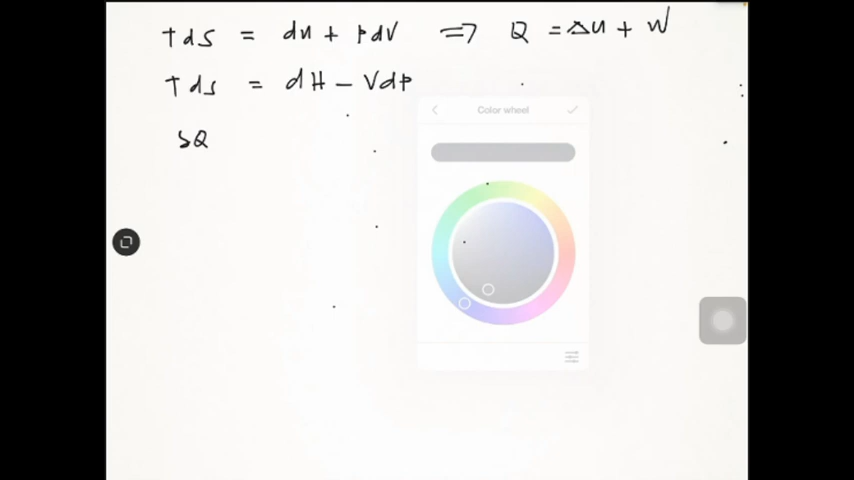 Tds = du + pdV ⇒ Q = Δu + W
Tds = dH - Vdp
δQ
Color wheel